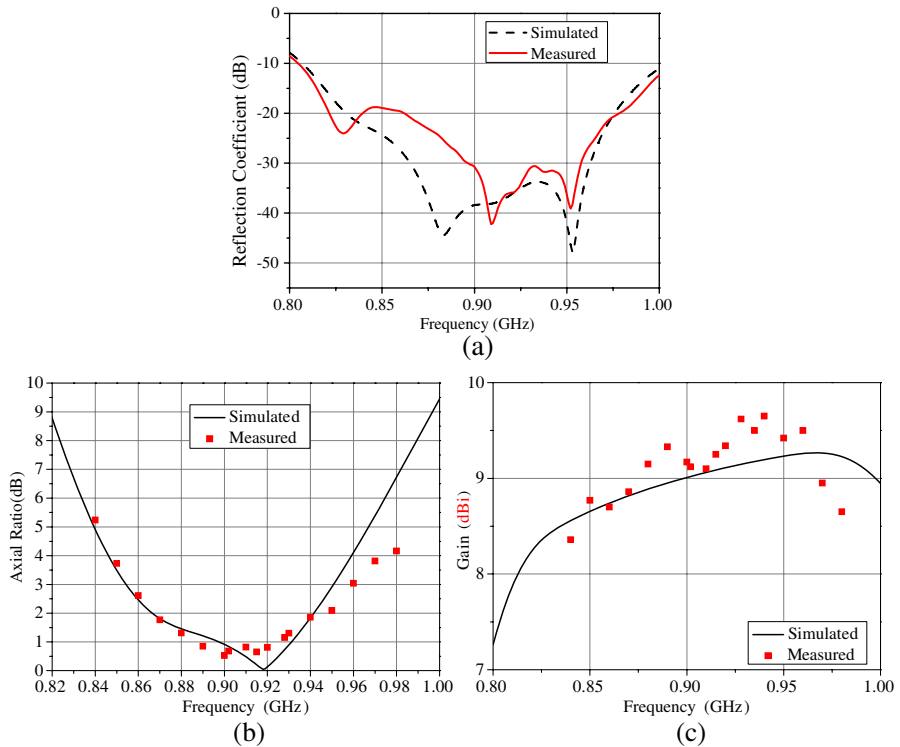 0
-10
-20
-30
-40
-50
Reflection Coefficient (dB)
Simulated
Measured
0.80 0.85 0.90 0.95 1.00
Frequency (GHz)
(a)
10
9
8
7
6
5
4
3
2
1
0
Axial Ratio(dB)
Simulated
Measured
0.82 0.84 0.86 0.88 0.90 0.92 0.94 0.96 0.98 1.00
Frequency (GHz)
(b)
10
9
8
7
Gain (dBi)
Simulated
Measured
0.80 0.85 0.90 0.95 1.00
Frequency (GHz)
(c)